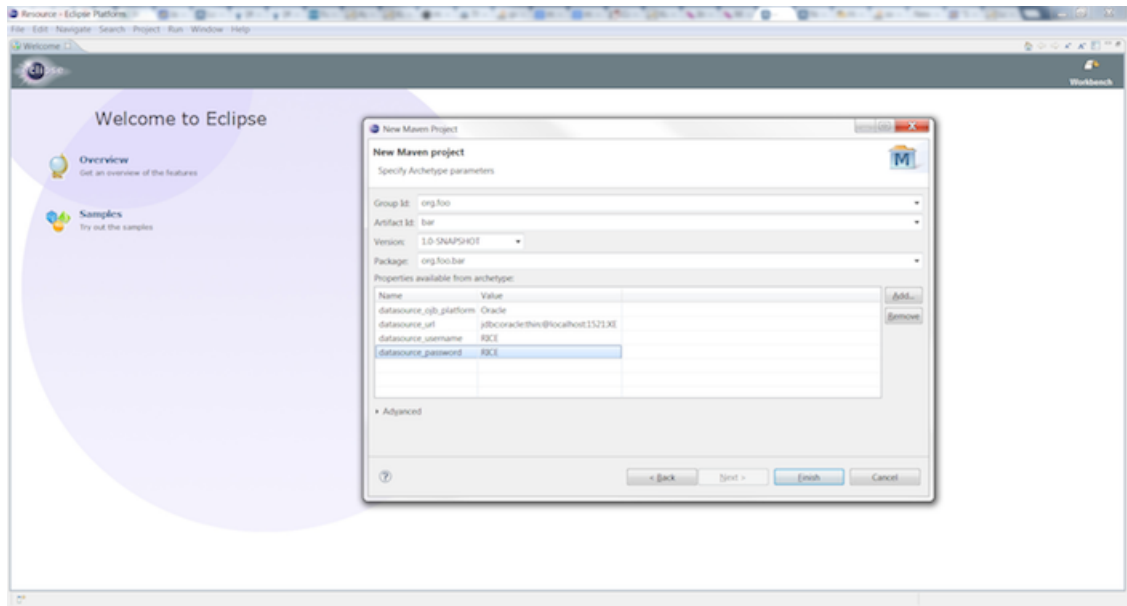 Resource - Eclipse Platform
File Edit Navigate Search Project Run Window Help
Welcome
eclipse
Workbench
Welcome to Eclipse
Overview
Get an overview of the features
Samples
Try out the samples
New Maven Project
New Maven project
Specify Archetype parameters
M
Group Id: org.foo
Artifact Id: bar
Version: 1.0-SNAPSHOT
Package: org.foo.bar
Properties available from archetype:
Name Value
datasource_ojb_platform Oracle
datasource_url jdbc:oracle:thin:@localhost:1521:XE
datasource_username RICE
datasource_password RICE
Add...
Remove
Advanced
?
< Back Next > Finish Cancel